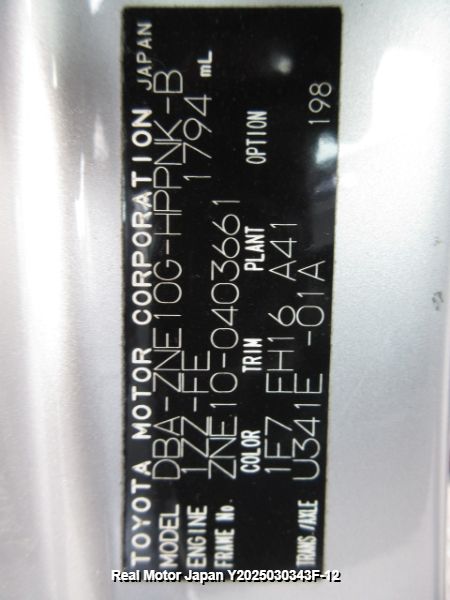 TOYOTA MOTOR CORPORATION JAPAN
MODEL DBA-ZNE10G-HPPNK-B
ENGINE 1ZZ-FE 1794 mL
FRAME No. ZNE10-0403661
COLOR TRIM PLANT OPTION
1F7 EH16 A41 198
TRANS./AXLE U341E -01A
Real Motor Japan Y2025030343F-12